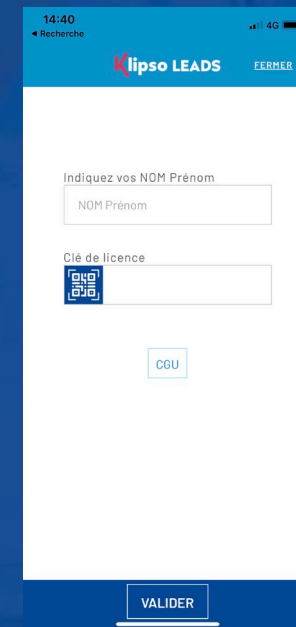 14:40
4G
◀ Recherche
Klipso LEADS
FERMER
Indiquez vos NOM Prénom
NOM Prénom
Clé de licence
CGU
VALIDER